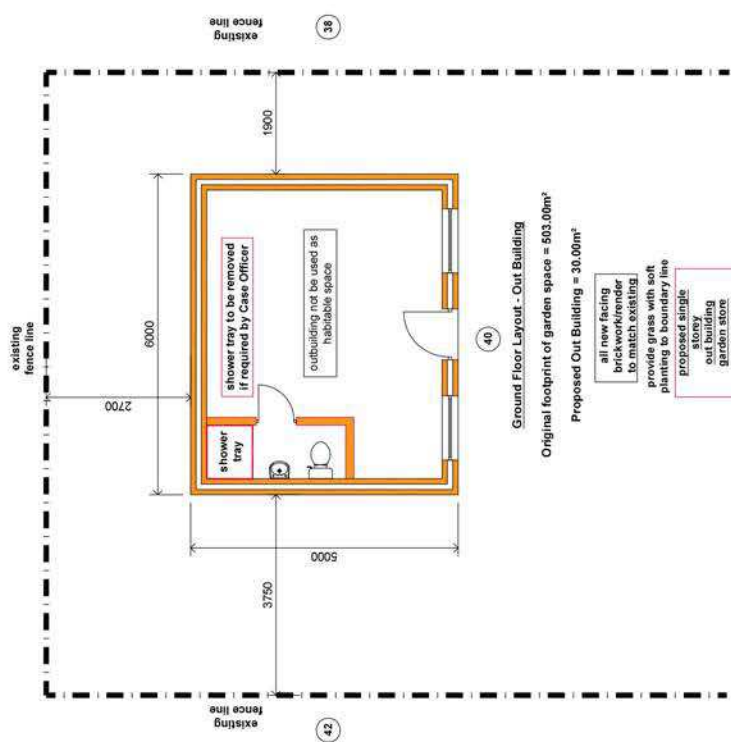 existing
fence line
existing
fence line
38
1900
6000
2700
shower tray to be removed
if required by Case Officer
outbuilding not be used as
habitable space
shower
tray
5000
3750
existing
fence line
42
40
Ground Floor Layout - Out Building
Original footprint of garden space = 503.00m²
Proposed Out Building = 30.00m²
all new facing
brickwork/render
to match existing
provide grass with soft
planting to boundary line
proposed single
storey
out building
garden store